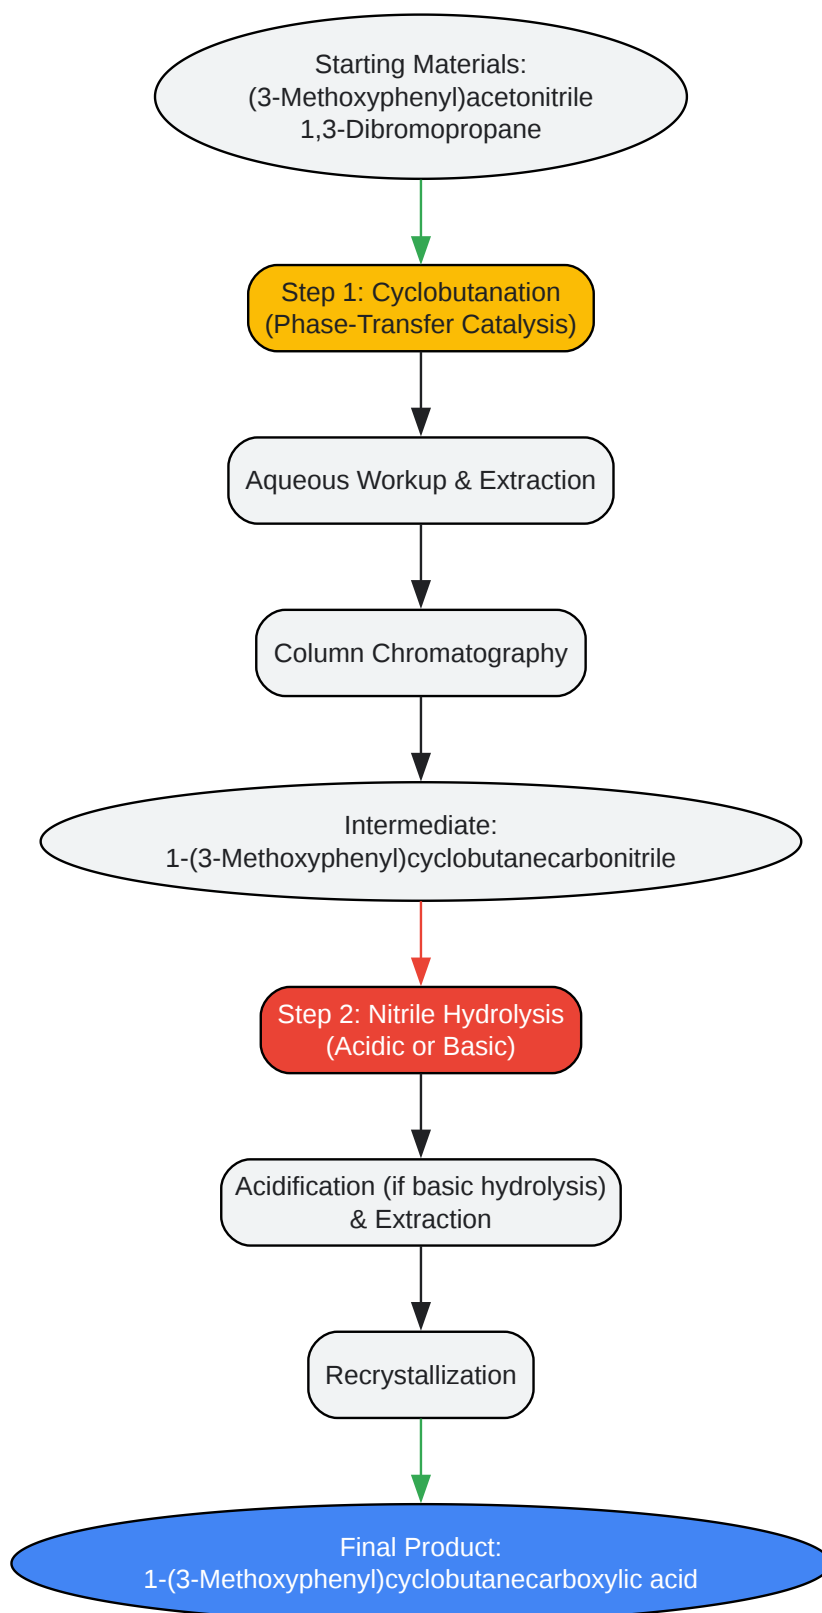 Starting Materials:
(3-Methoxyphenyl)acetonitrile
1,3-Dibromopropane
Step 1: Cyclobutanation
(Phase-Transfer Catalysis)
Aqueous Workup & Extraction
Column Chromatography
Intermediate:
1-(3-Methoxyphenyl)cyclobutanecarbonitrile
Step 2: Nitrile Hydrolysis
(Acidic or Basic)
Acidification (if basic hydrolysis)
& Extraction
Recrystallization
Final Product:
1-(3-Methoxyphenyl)cyclobutanecarboxylic acid